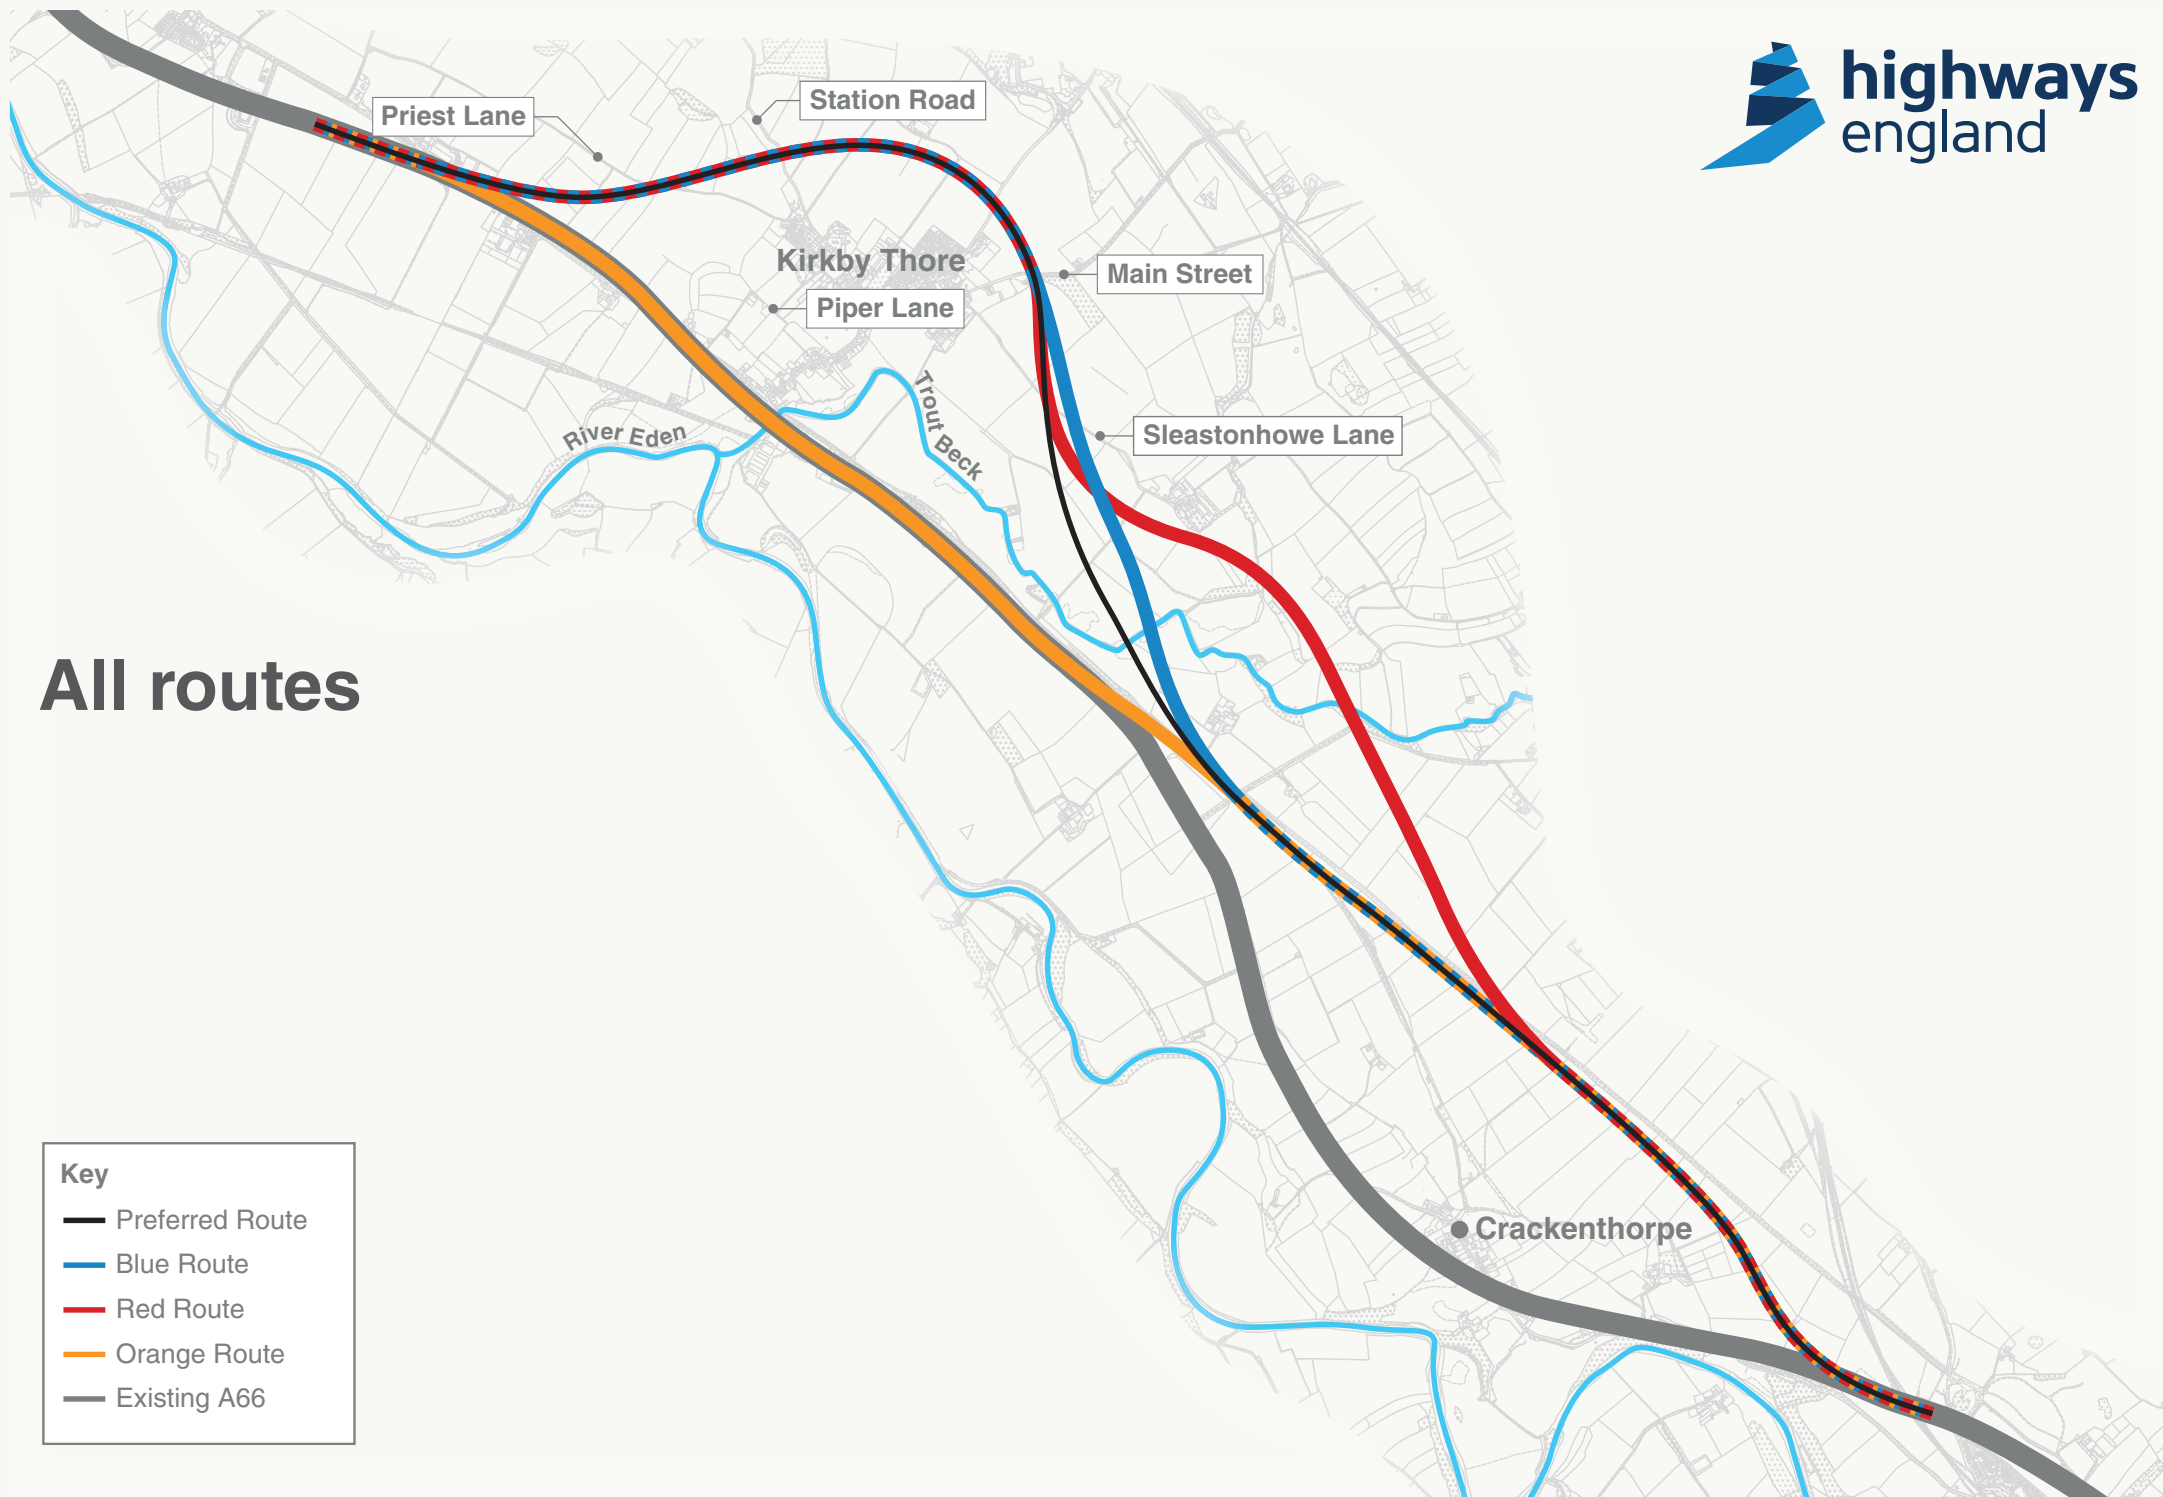 highways
england
Station Road
Priest Lane
Kirkby Thore
Main Street
Piper Lane
Trout Beck
River Eden
Sleastonhowe Lane
All routes
Key
Preferred Route
Blue Route
Red Route
Orange Route
Existing A66
Crackenthorpe